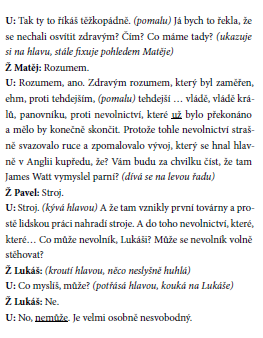 U: Tak ty to říkáš těžkopádně. (pomalu) Já bych to řekla, že
se nechali osvítit zdravým? Čím? Co máme tady? (ukazuje
si na hlavu, stále fixuje pohledem Matěje)
Ž Matěj: Rozumem.
U: Rozumem, ano. Zdravým rozumem, který byl zaměřen,
ehm, proti tehdejším, (pomalu) tehdejší … vládě, vládě krá-
lů, panovníku, proti nevolnictví, které už bylo překonáno
a mělo by konečně skončit. Protože tohle nevolnictví straš-
ně svazovalo ruce a zpomalovalo vývoj, který se hnal hlav-
ně v Anglii kupředu, že? Vám budu za chvilku číst, že tam
James Watt vymyslel parní? (dívá se na levou řadu)
Ž Pavel: Stroj.
U: Stroj. (kývá hlavou) A že tam vznikly první továrny a pros-
tě lidskou práci nahradí stroje. A do toho nevolnictví, které,
které… Co může nevolník, Lukáši? Může se nevolník volně
stěhovat?
Ž Lukáš: (kroutí hlavou, něco neslyšně huhlá)
U: Co myslíš, může? (potřásá hlavou, kouká na Lukáše)
Ž Lukáš: Ne.
U: No, nemůže. Je velmi osobně nesvobodný.